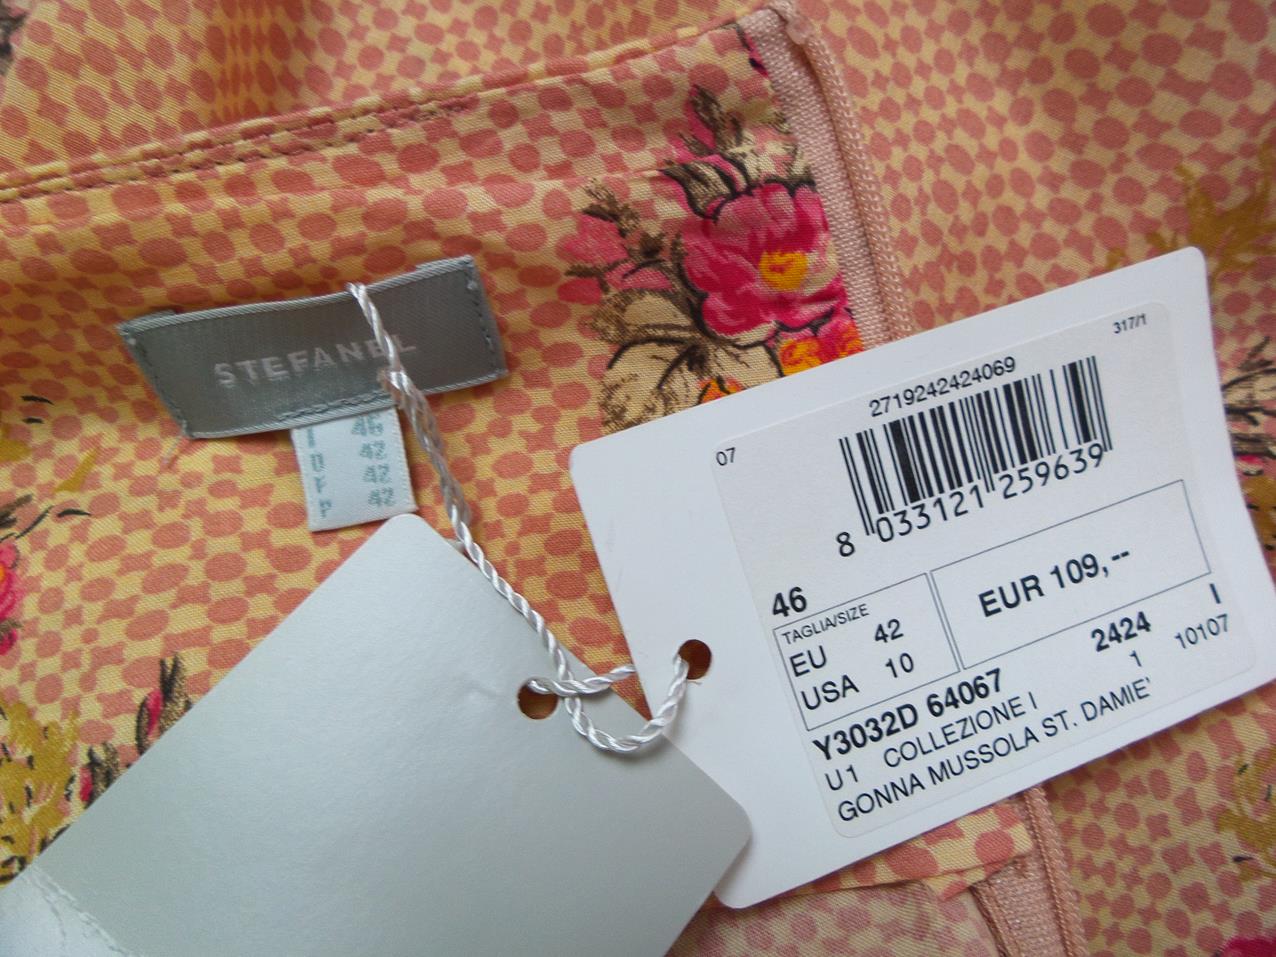 STEFANEL
I 46
D 42
F 42
P 42
317/1
07
2719242424069
8 033121 259639
46
TAGLIA/SIZE
EU 42
USA 10
EUR 109,--
Y3032D 64067 2424 I
U1 COLLEZIONE I 1 10107
GONNA MUSSOLA ST. DAMIE'